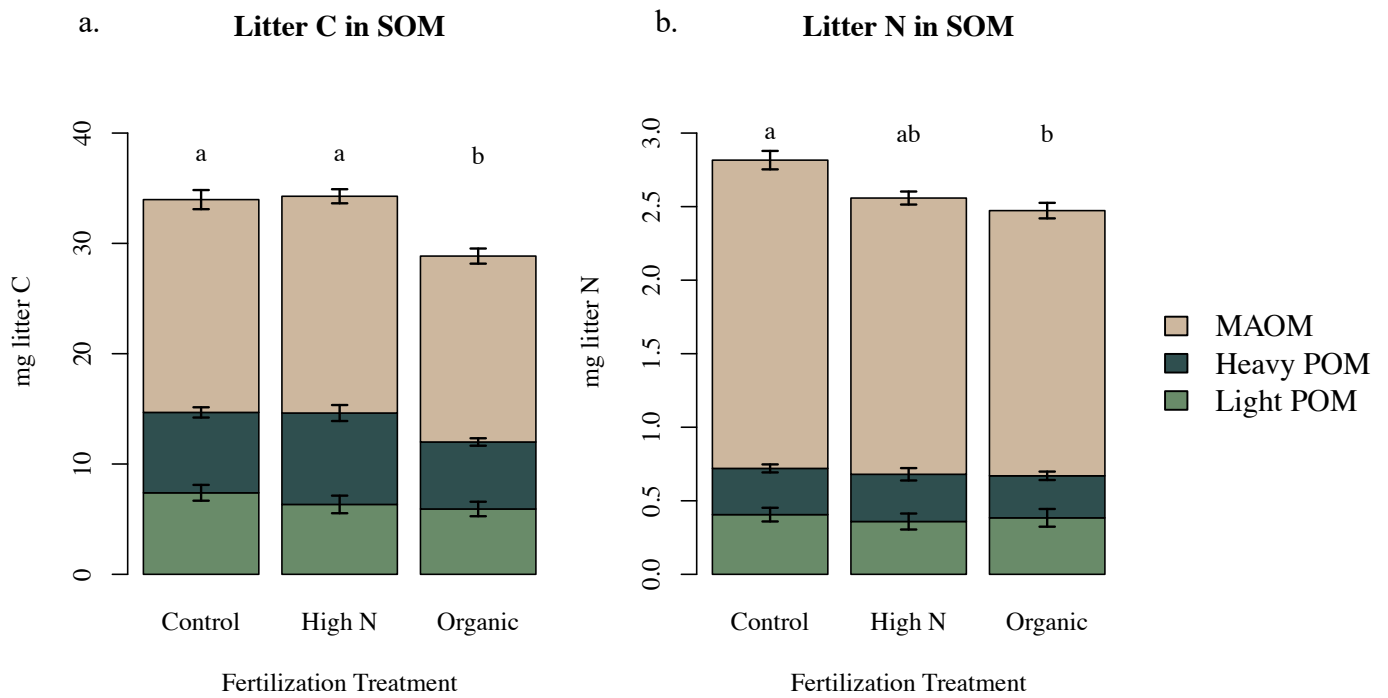 a.
Litter C in SOM
mg litter C
40
30
20
10
0
a
a
b
Control
High N
Organic
Fertilization Treatment
b.
Litter N in SOM
mg litter N
3.0
2.5
2.0
1.5
1.0
0.5
0.0
a
ab
b
Control
High N
Organic
Fertilization Treatment
MAOM
Heavy POM
Light POM